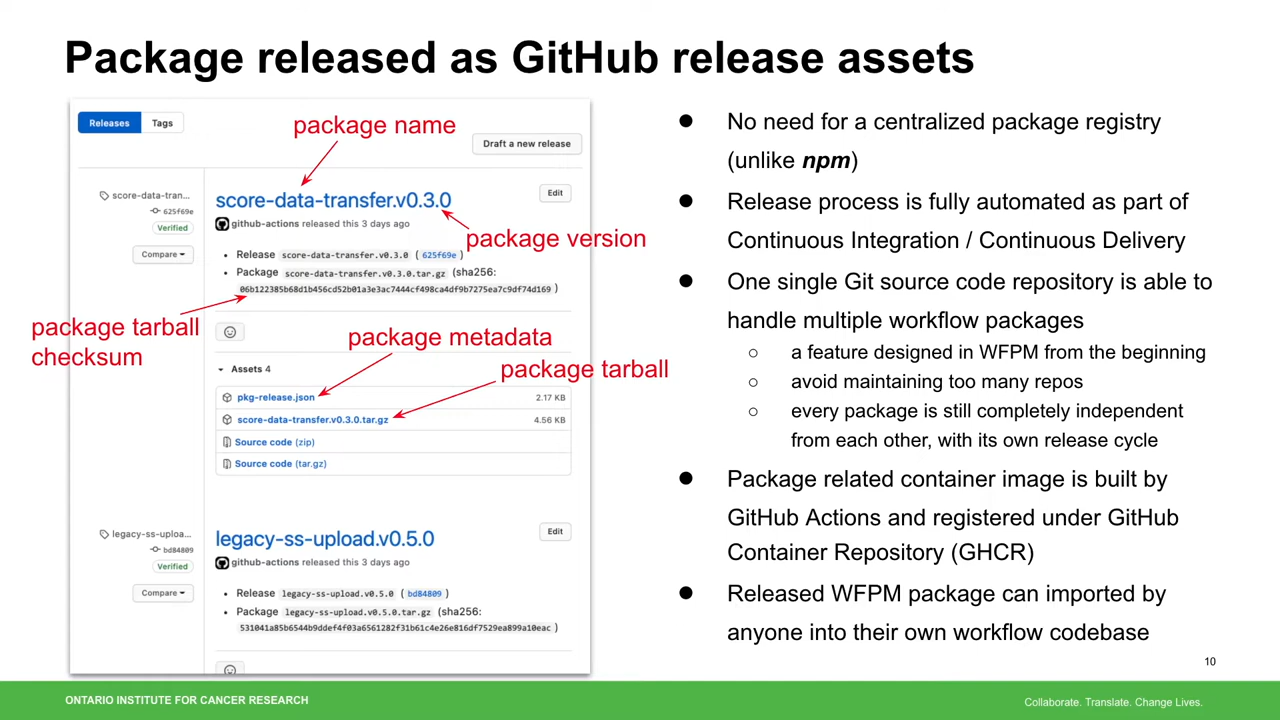 Package released as GitHub release assets
Releases
Tags
package name
Draft a new release
score-data-tran...
625f69e
Verified
Compare
score-data-transfer.v0.3.0
Edit
github-actions released this 3 days ago
package version
Release score-data-transfer.v0.3.0 ( 625f69e )
Package score-data-transfer.v0.3.0.tar.gz (sha256:
06b122385b68d1b456cd52b01a3e3ac7444cf498ca4df9b7275ea7c9df74d169 )
package tarball
checksum
package metadata
package tarball
Assets 4
pkg-release.json
2.17 KB
score-data-transfer.v0.3.0.tar.gz
4.56 KB
Source code (zip)
Source code (tar.gz)
legacy-ss-uploa...
bd84809
Verified
Compare
legacy-ss-upload.v0.5.0
Edit
github-actions released this 3 days ago
Release legacy-ss-upload.v0.5.0 ( bd84809 )
Package legacy-ss-upload.v0.5.0.tar.gz (sha256:
531041a85b6544b9ddef4f03a6561282f31b61c4e26e816df7529ea899a10eac )
● No need for a centralized package registry
(unlike npm)
● Release process is fully automated as part of
Continuous Integration / Continuous Delivery
● One single Git source code repository is able to
handle multiple workflow packages
○ a feature designed in WFPM from the beginning
○ avoid maintaining too many repos
○ every package is still completely independent
from each other, with its own release cycle
● Package related container image is built by
GitHub Actions and registered under GitHub
Container Repository (GHCR)
● Released WFPM package can imported by
anyone into their own workflow codebase
10
ONTARIO INSTITUTE FOR CANCER RESEARCH
Collaborate. Translate. Change Lives.